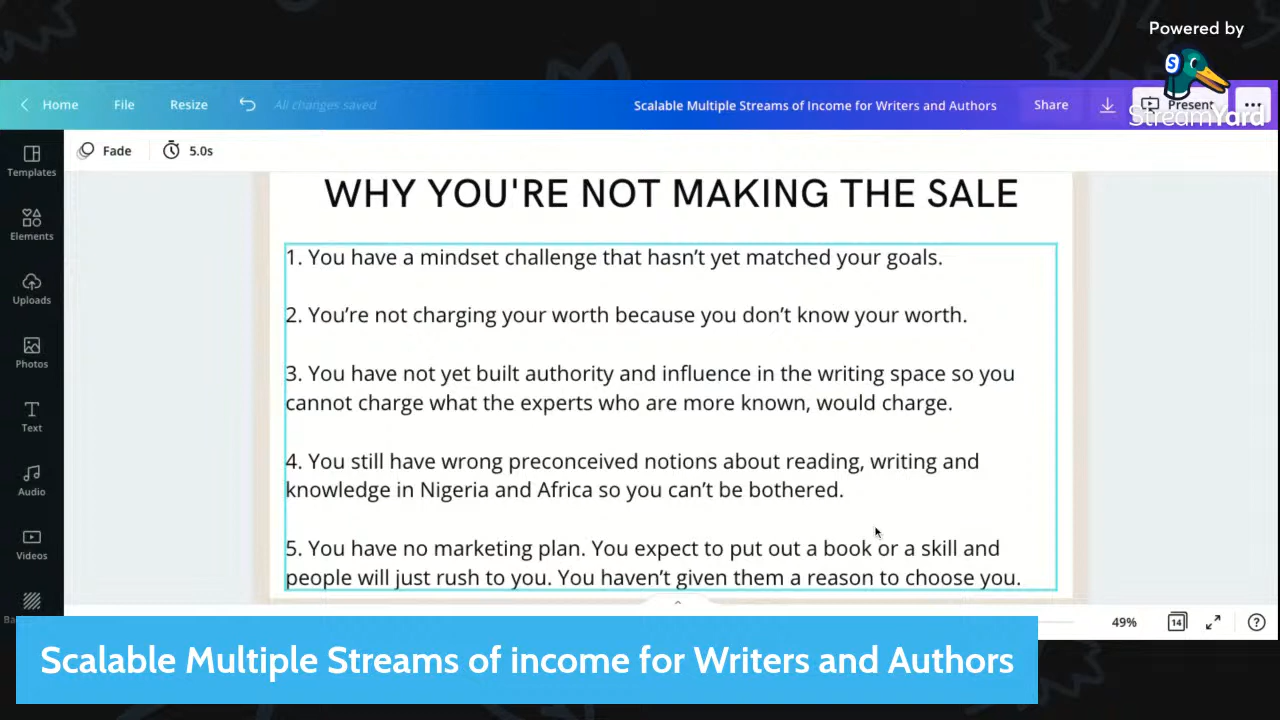 Powered by
StreamYard
Home
File
Resize
All changes saved
Scalable Multiple Streams of Income for Writers and Authors
Share
Present
Templates
Fade
5.0s
Elements
Uploads
Photos
Text
Audio
Videos
WHY YOU'RE NOT MAKING THE SALE
1. You have a mindset challenge that hasn’t yet matched your goals.
2. You’re not charging your worth because you don’t know your worth.
3. You have not yet built authority and influence in the writing space so you
cannot charge what the experts who are more known, would charge.
4. You still have wrong preconceived notions about reading, writing and
knowledge in Nigeria and Africa so you can’t be bothered.
5. You have no marketing plan. You expect to put out a book or a skill and
people will just rush to you. You haven’t given them a reason to choose you.
49%
14
Scalable Multiple Streams of income for Writers and Authors